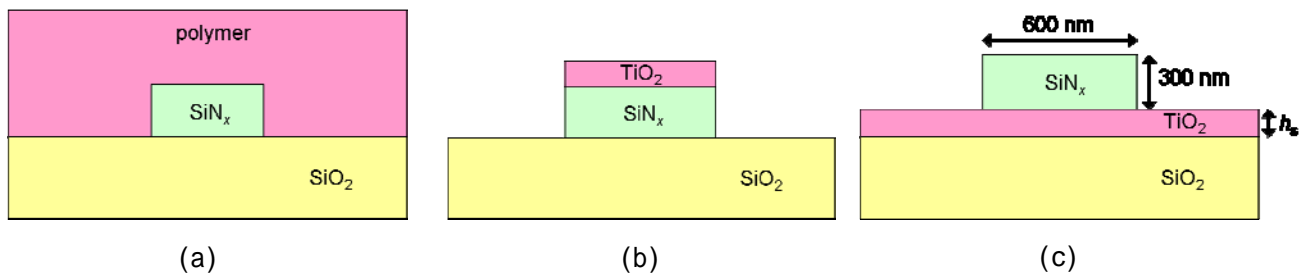 polymer
SiNₓ
SiO₂
(a)
TiO₂
SiNₓ
SiO₂
(b)
600 nm
SiNₓ
300 nm
TiO₂
hₛ
SiO₂
(c)